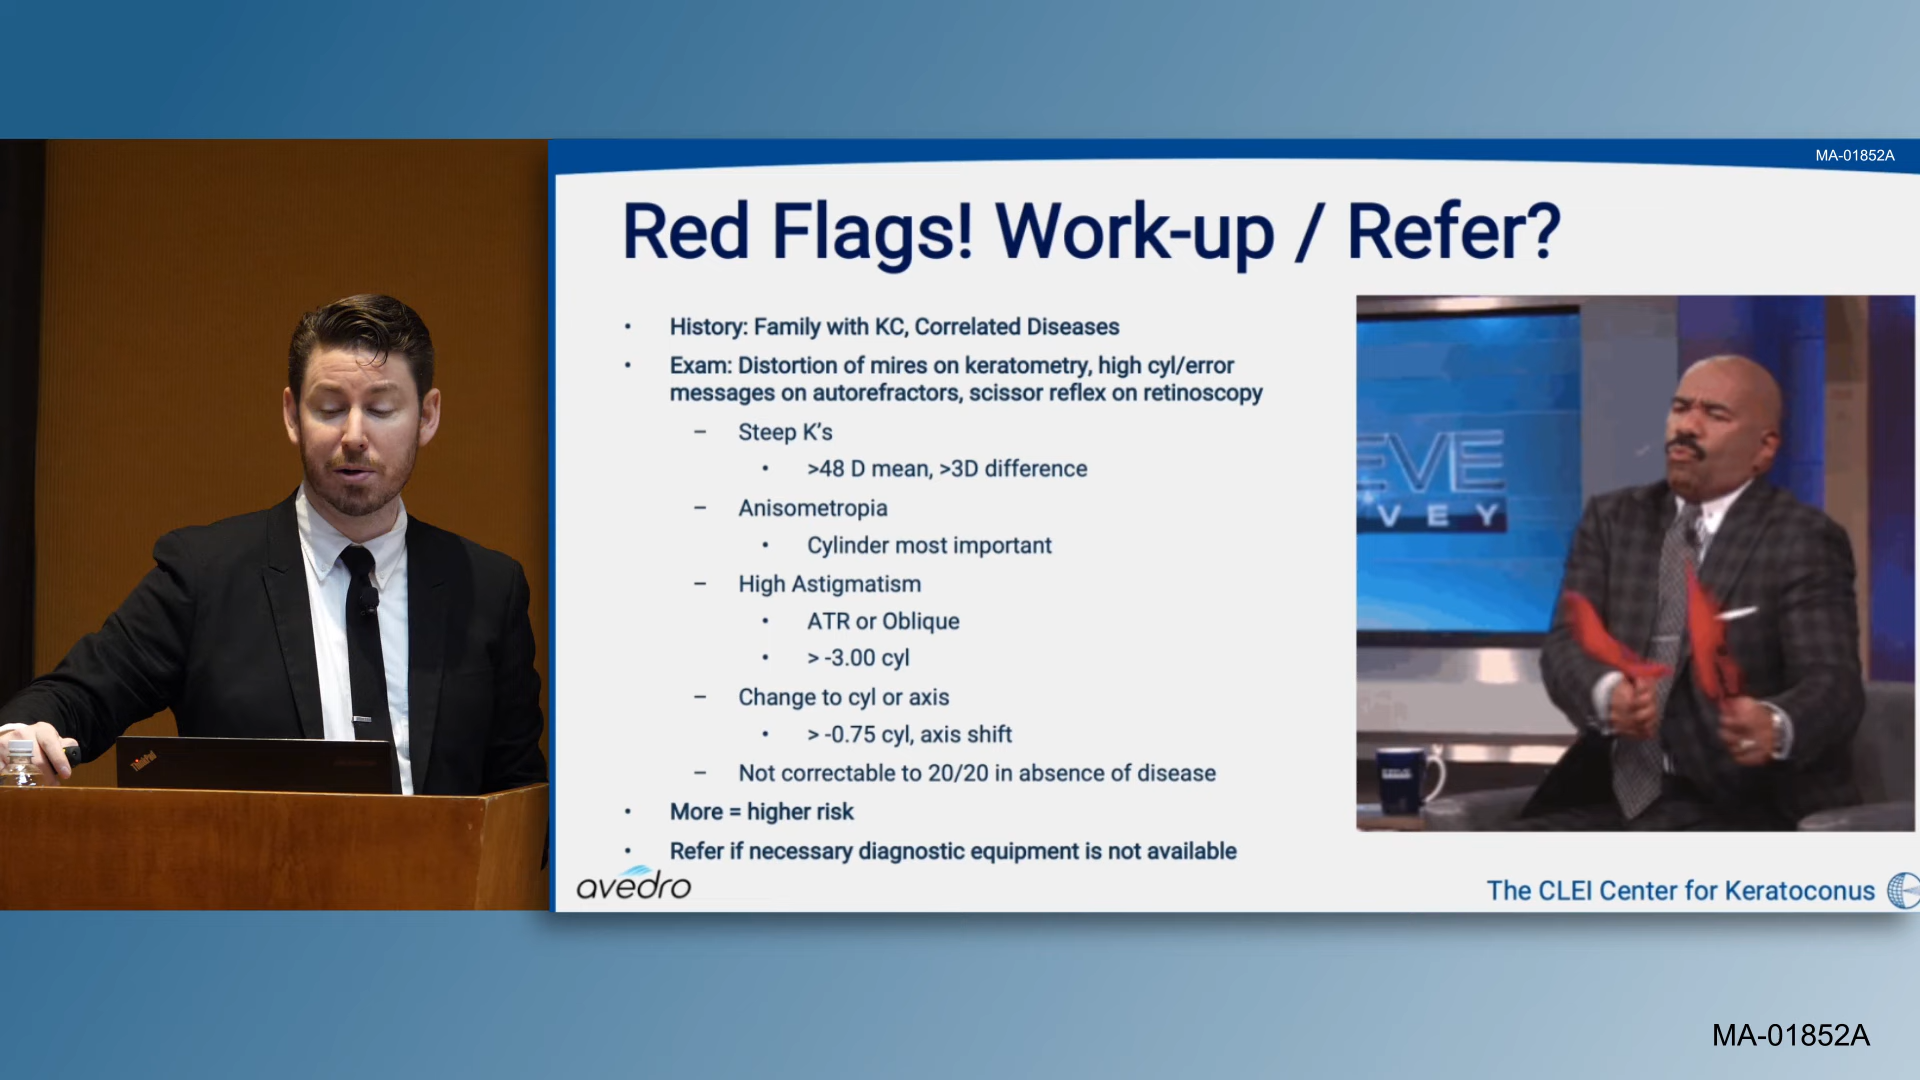 MA-01852A
Red Flags! Work-up / Refer?
• History: Family with KC, Correlated Diseases
• Exam: Distortion of mires on keratometry, high cyl/error
messages on autorefractors, scissor reflex on retinoscopy
– Steep K's
• >48 D mean, >3D difference
– Anisometropia
• Cylinder most important
– High Astigmatism
• ATR or Oblique
• > -3.00 cyl
– Change to cyl or axis
• > -0.75 cyl, axis shift
– Not correctable to 20/20 in absence of disease
• More = higher risk
• Refer if necessary diagnostic equipment is not available
EVE
VEY
ThinkPad
avedro
The CLEI Center for Keratoconus
MA-01852A